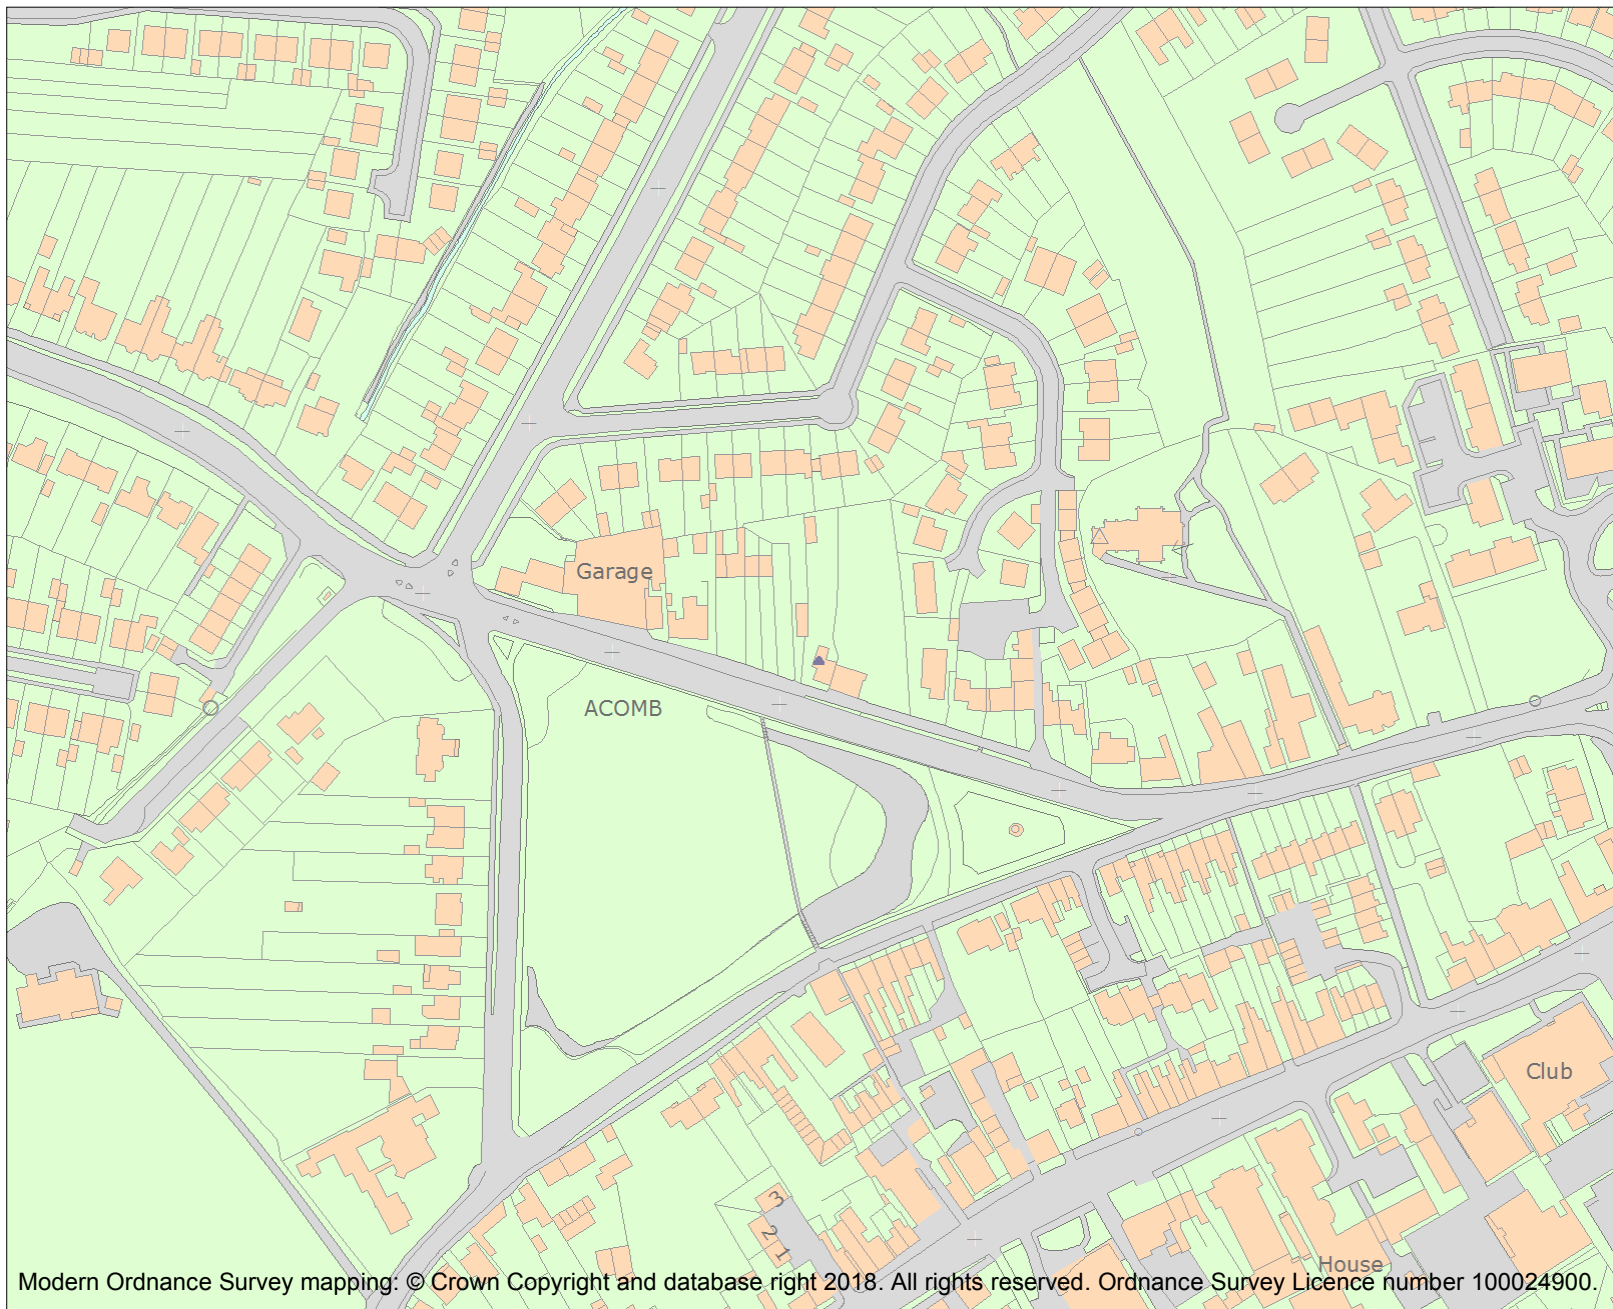 Garage
ACOMB
Club
3
2
1
House
Modern Ordnance Survey mapping: © Crown Copyright and database right 2018. All rights reserved. Ordnance Survey Licence number 100024900.